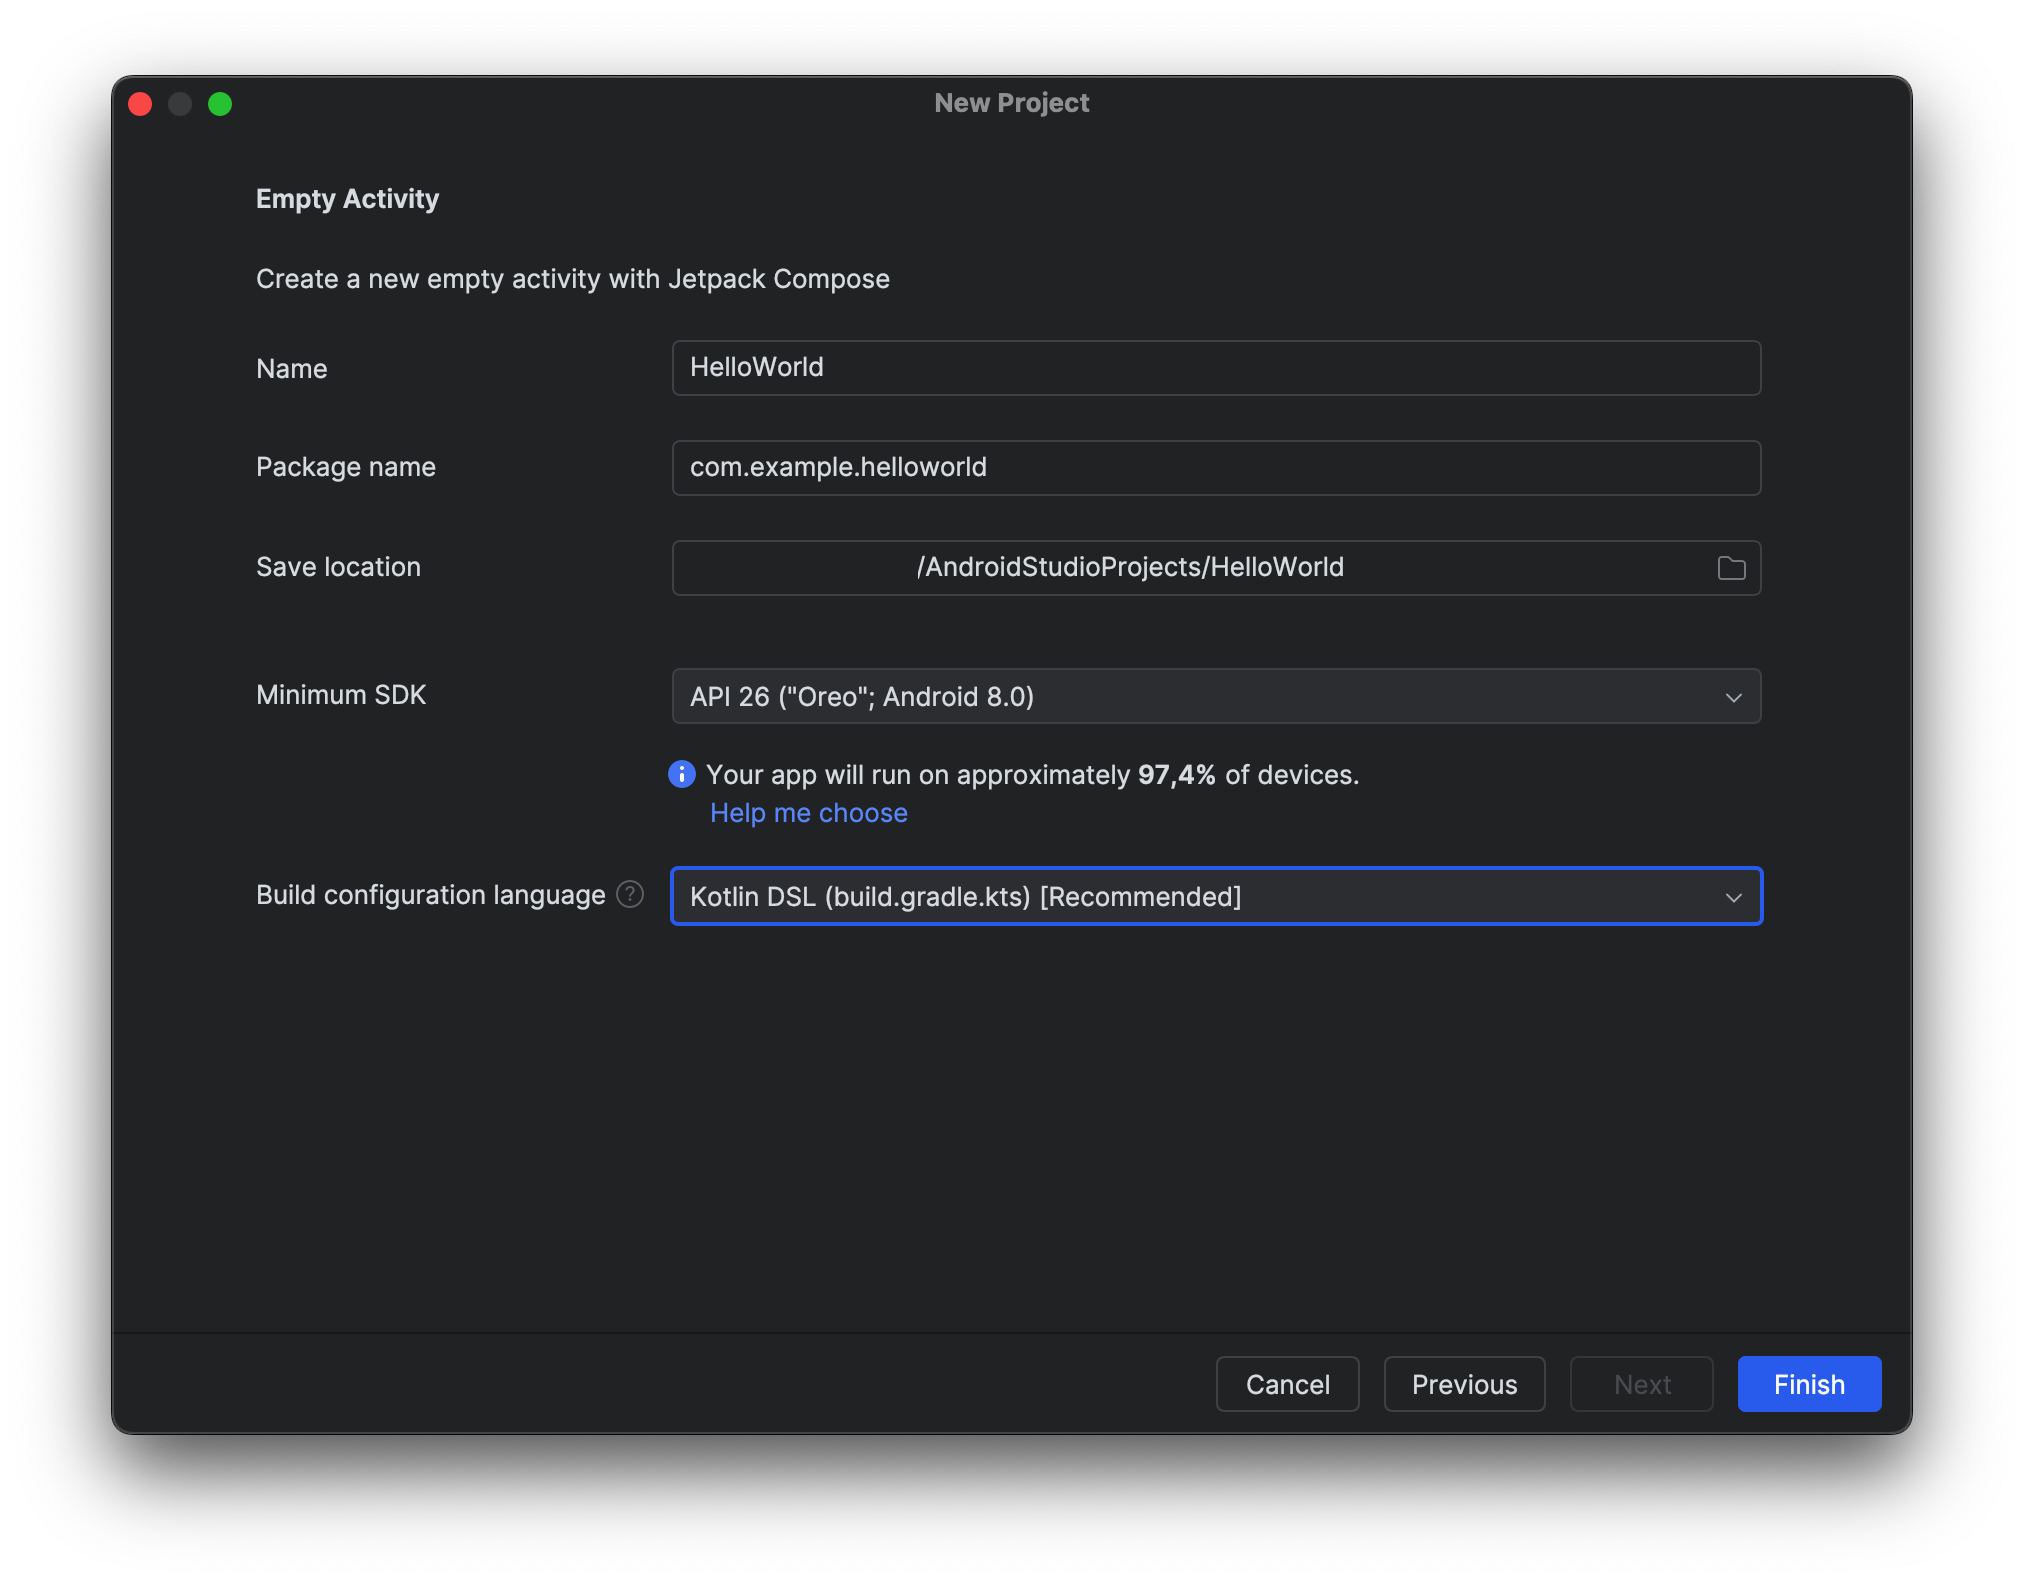 New Project
Empty Activity
Create a new empty activity with Jetpack Compose
Name HelloWorld
Package name com.example.helloworld
Save location /AndroidStudioProjects/HelloWorld
Minimum SDK API 26 ("Oreo"; Android 8.0)
Your app will run on approximately 97,4% of devices.
Help me choose
Build configuration language ? Kotlin DSL (build.gradle.kts) [Recommended]
Cancel Previous Next Finish